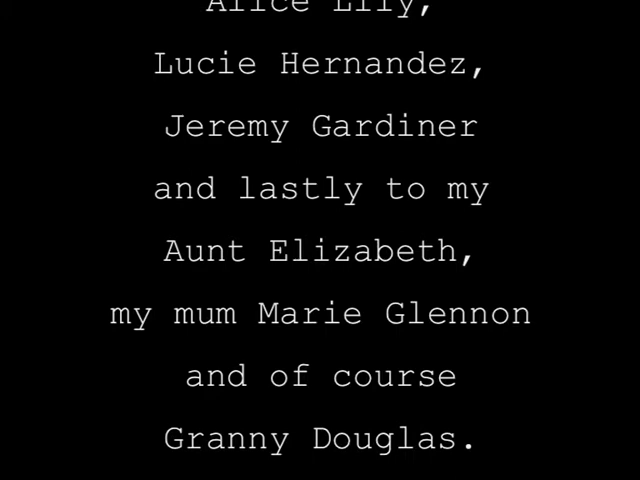 Alice Lily,
Lucie Hernandez,
Jeremy Gardiner
and lastly to my
Aunt Elizabeth,
my mum Marie Glennon
and of course
Granny Douglas.